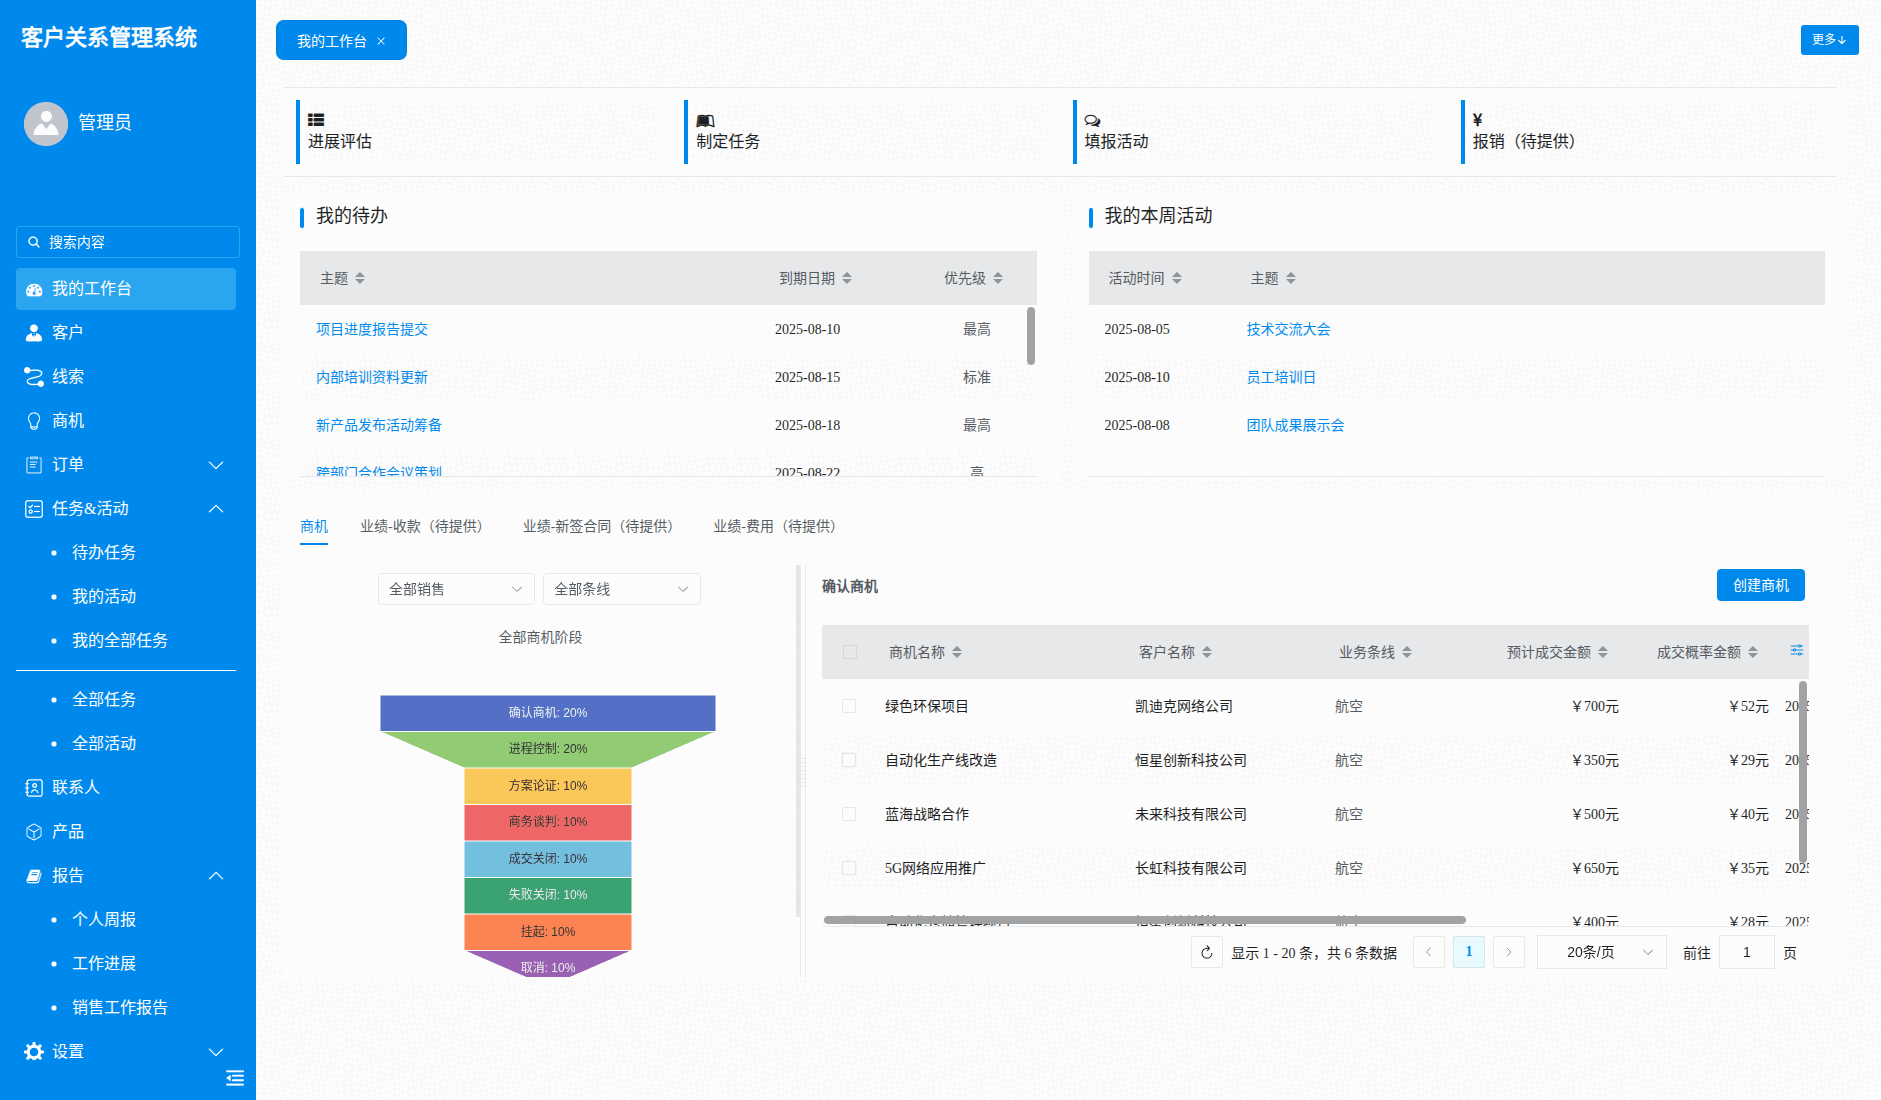 客户关系管理系统
管理员
搜索内容
我的工作台
客户
线索
商机
订单
任务&活动
待办任务
我的活动
我的全部任务
全部任务
全部活动
联系人
产品
报告
个人周报
工作进展
销售工作报告
设置
我的工作台
更多
进展评估
制定任务
填报活动
¥
报销（待提供）
我的待办
主题 到期日期 优先级
项目进度报告提交 2025-08-10 最高
内部培训资料更新 2025-08-15 标准
新产品发布活动筹备 2025-08-18 最高
跨部门合作会议策划 2025-08-22 高
我的本周活动
活动时间 主题
2025-08-05 技术交流大会
2025-08-10 员工培训日
2025-08-08 团队成果展示会
商机 业绩-收款（待提供） 业绩-新签合同（待提供） 业绩-费用（待提供）
全部销售 全部条线
全部商机阶段
确认商机: 20%
进程控制: 20%
方案论证: 10%
商务谈判: 10%
成交关闭: 10%
失败关闭: 10%
挂起: 10%
取消: 10%
确认商机
创建商机
商机名称 客户名称 业务条线 预计成交金额 成交概率金额
绿色环保项目 凯迪克网络公司 航空 ￥700元 ￥52元
自动化生产线改造 恒星创新科技公司 航空 ￥350元 ￥29元
蓝海战略合作 未来科技有限公司 航空 ￥500元 ￥40元
5G网络应用推广 长虹科技有限公司 航空 ￥650元 ￥35元 2025
￥400元 ￥28元 2025
显示 1 - 20 条，共 6 条数据 1 20条/页 前往 1 页